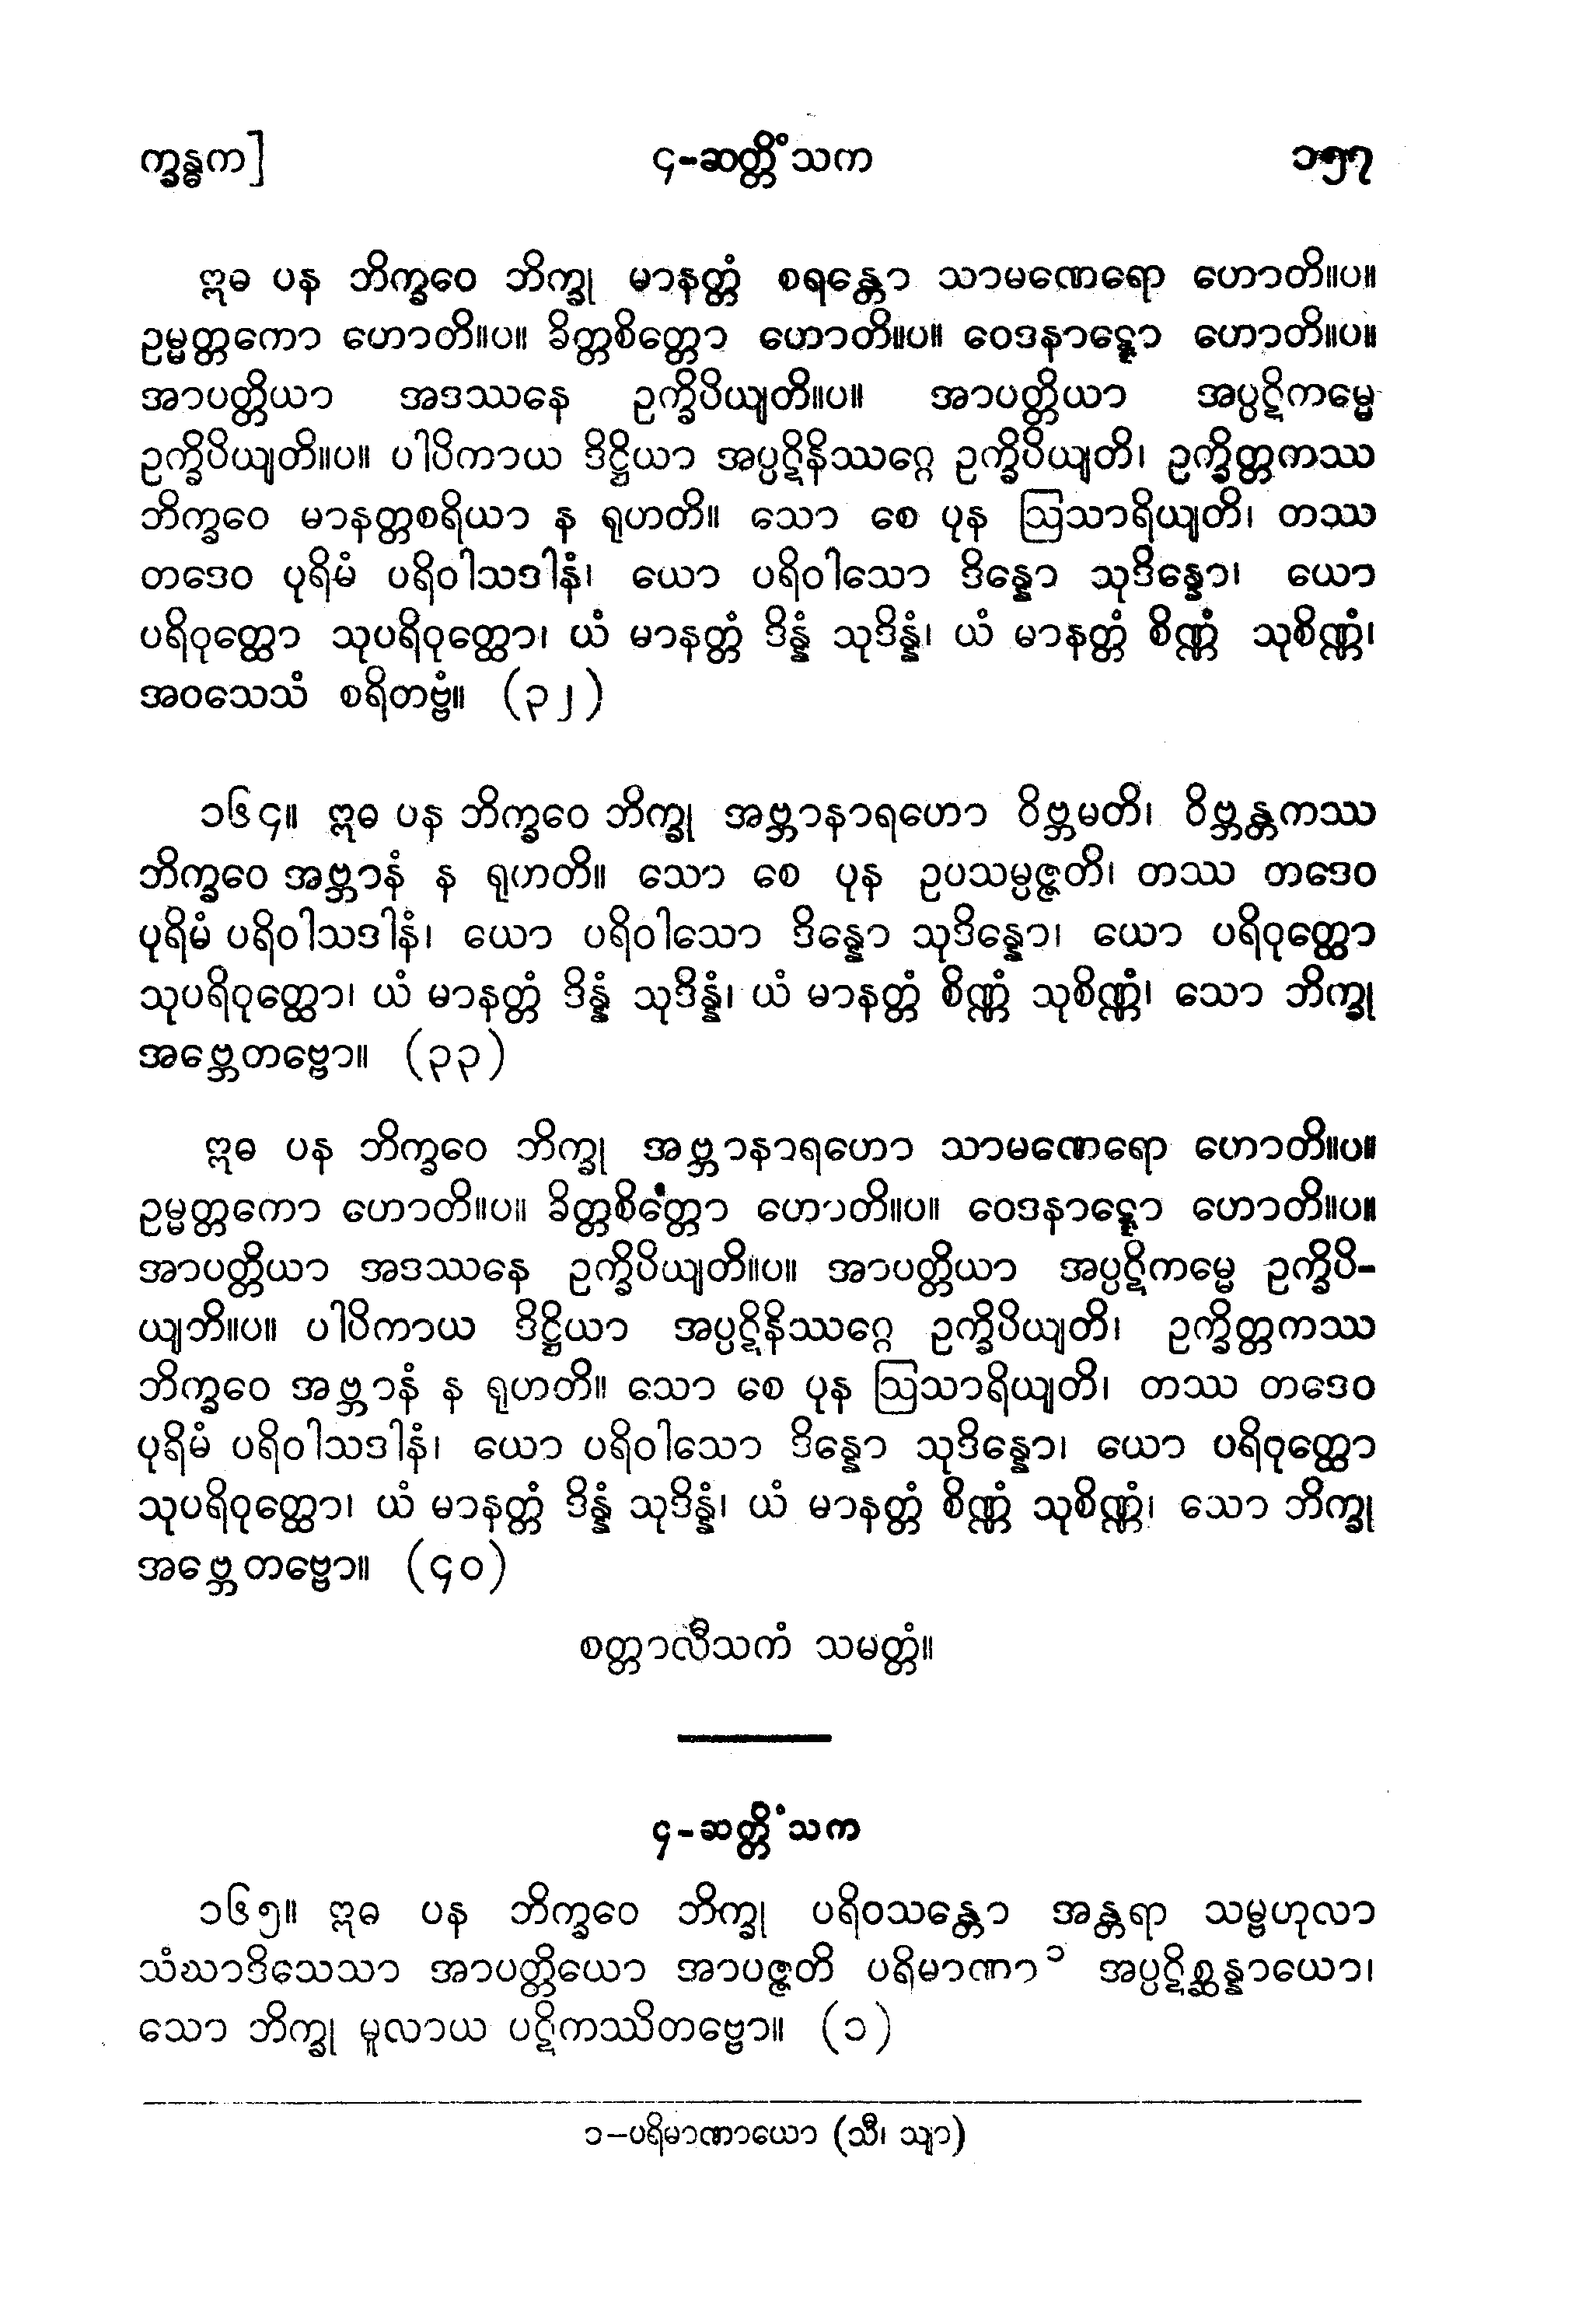 က္ခန္ဓက]
၄-ဆတ္တိံသက
၁၅၇
ဣဓ ပန ဘိက္ခဝေ ဘိက္ခု မာနတ္တံ စရန္တော သာမဏေရော ဟောတိ။ပ။
ဥမ္မတ္တကော ဟောတိ။ပ။ ခိတ္တစိတ္တော ဟောတိ။ပ။ ဝေဒနာဋ္ဋော ဟောတိ။ပ။
အာပတ္တိယာ အဒဿနေ ဥက္ခိပိယျတိ။ပ။ အာပတ္တိယာ အပ္ပဋိကမ္မေ
ဥက္ခိပိယျတိ။ပ။ ပါပိကာယ ဒိဋ္ဌိယာ အပ္ပဋိနိဿဂ္ဂေ ဥက္ခိပိယျတိ၊ ဥက္ခိတ္တကဿ
ဘိက္ခဝေ မာနတ္တစရိယာ န ရုဟတိ။ သော စေ ပုန ဩသာရိယျတိ၊ တဿ
တဒေဝ ပုရိမံ ပရိဝါသဒါနံ၊ ယော ပရိဝါသော ဒိန္နော သုဒိန္နော၊ ယော
ပရိဝုတ္ထော သုပရိဝုတ္ထော၊ ယံ မာနတ္တံ ဒိန္နံ သုဒိန္နံ၊ ယံ မာနတ္တံ စိဏ္ဏံ သုစိဏ္ဏံ၊
အဝသေသံ စရိတဗ္ဗံ။ (၃၂)
၁၆၄။ ဣဓ ပန ဘိက္ခဝေ ဘိက္ခု အဗ္ဘာနာရဟော ဝိဗ္ဘမတိ၊ ဝိဗ္ဘန္တကဿ
ဘိက္ခဝေ အဗ္ဘာနံ န ရုဟတိ။ သော စေ ပုန ဥပသမ္ပဇ္ဇတိ၊ တဿ တဒေဝ
ပုရိမံ ပရိဝါသဒါနံ၊ ယော ပရိဝါသော ဒိန္နော သုဒိန္နော၊ ယော ပရိဝုတ္ထော
သုပရိဝုတ္ထော၊ ယံ မာနတ္တံ ဒိန္နံ သုဒိန္နံ၊ ယံ မာနတ္တံ စိဏ္ဏံ သုစိဏ္ဏံ၊ သော ဘိက္ခု
အဗ္ဘေတဗ္ဗော။ (၃၃)
ဣဓ ပန ဘိက္ခဝေ ဘိက္ခု အဗ္ဘာနာရဟော သာမဏေရော ဟောတိ။ပ။
ဥမ္မတ္တကော ဟောတိ။ပ။ ခိတ္တစိတ္တော ဟောတိ။ပ။ ဝေဒနာဋ္ဋော ဟောတိ။ပ။
အာပတ္တိယာ အဒဿနေ ဥက္ခိပိယျတိ။ပ။ အာပတ္တိယာ အပ္ပဋိကမ္မေ ဥက္ခိပိ-
ယျတိ။ပ။ ပါပိကာယ ဒိဋ္ဌိယာ အပ္ပဋိနိဿဂ္ဂေ ဥက္ခိပိယျတိ၊ ဥက္ခိတ္တကဿ
ဘိက္ခဝေ အဗ္ဘာနံ န ရုဟတိ။ သော စေ ပုန ဩသာရိယျတိ၊ တဿ တဒေဝ
ပုရိမံ ပရိဝါသဒါနံ၊ ယော ပရိဝါသော ဒိန္နော သုဒိန္နော၊ ယော ပရိဝုတ္ထော
သုပရိဝုတ္ထော၊ ယံ မာနတ္တံ ဒိန္နံ သုဒိန္နံ၊ ယံ မာနတ္တံ စိဏ္ဏံ သုစိဏ္ဏံ၊ သော ဘိက္ခု
အဗ္ဘေတဗ္ဗော။ (၄၀)
စတ္တာလီသကံ သမတ္တံ။
၄-ဆတ္တိံသက
၁၆၅။ ဣဓ ပန ဘိက္ခဝေ ဘိက္ခု ပရိဝသန္တော အန္တရာ သမ္ဗဟုလာ
သံဃာဒိသေသာ အာပတ္တိယော အာပဇ္ဇတိ ပရိမာဏာ ၁ အပ္ပဋိစ္ဆန္နာယော၊
သော ဘိက္ခု မူလာယ ပဋိကဿိတဗ္ဗော။ (၁)
၁-ပရိမာဏာယော (သီ၊ သျာ)